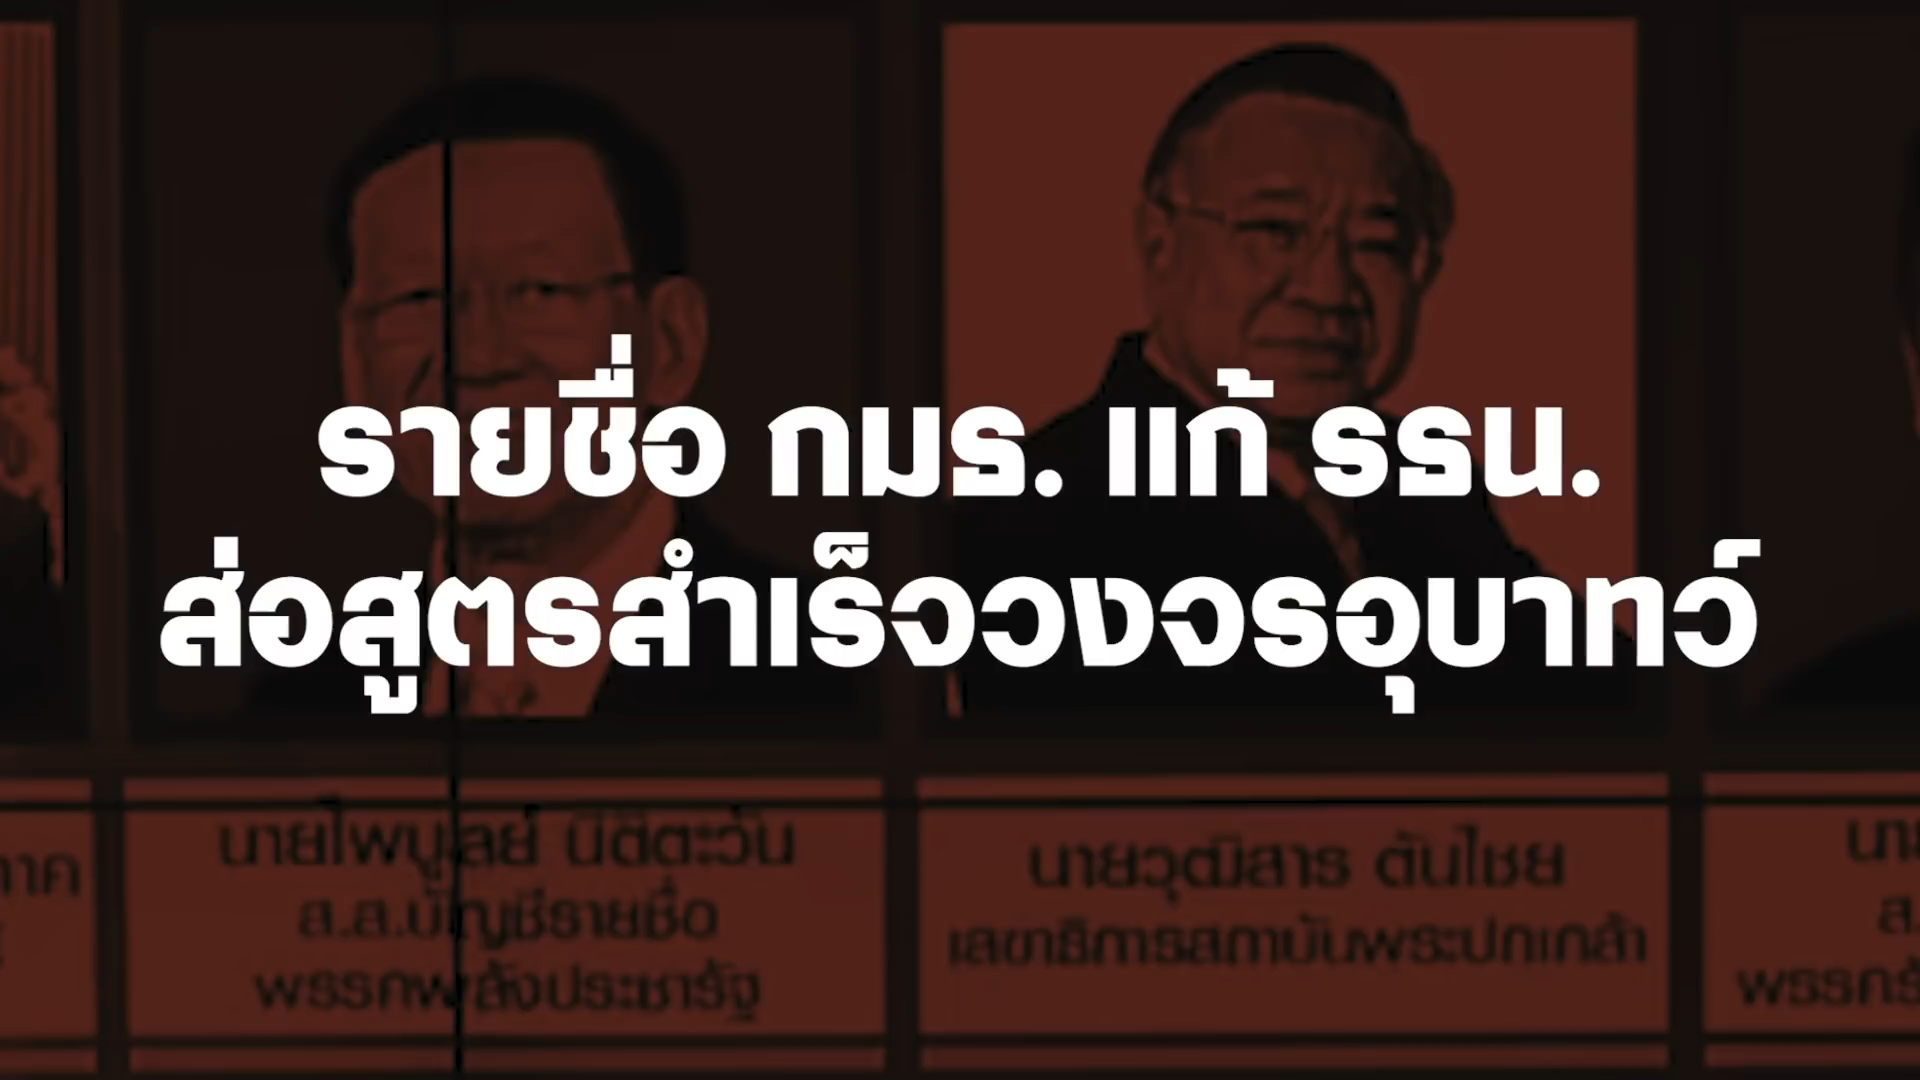 รายชื่อ กมธ. แก้ รธน.
ส่อสูตรสำเร็จวงจรอุบาทว์
นายไพบูลย์ นิติตะวัน
ส.ส.บัญชีรายชื่อ
พรรคพลังประชารัฐ
นายวุฒิสาร ตันไชย
เลขาธิการสถาบันพระปกเกล้า